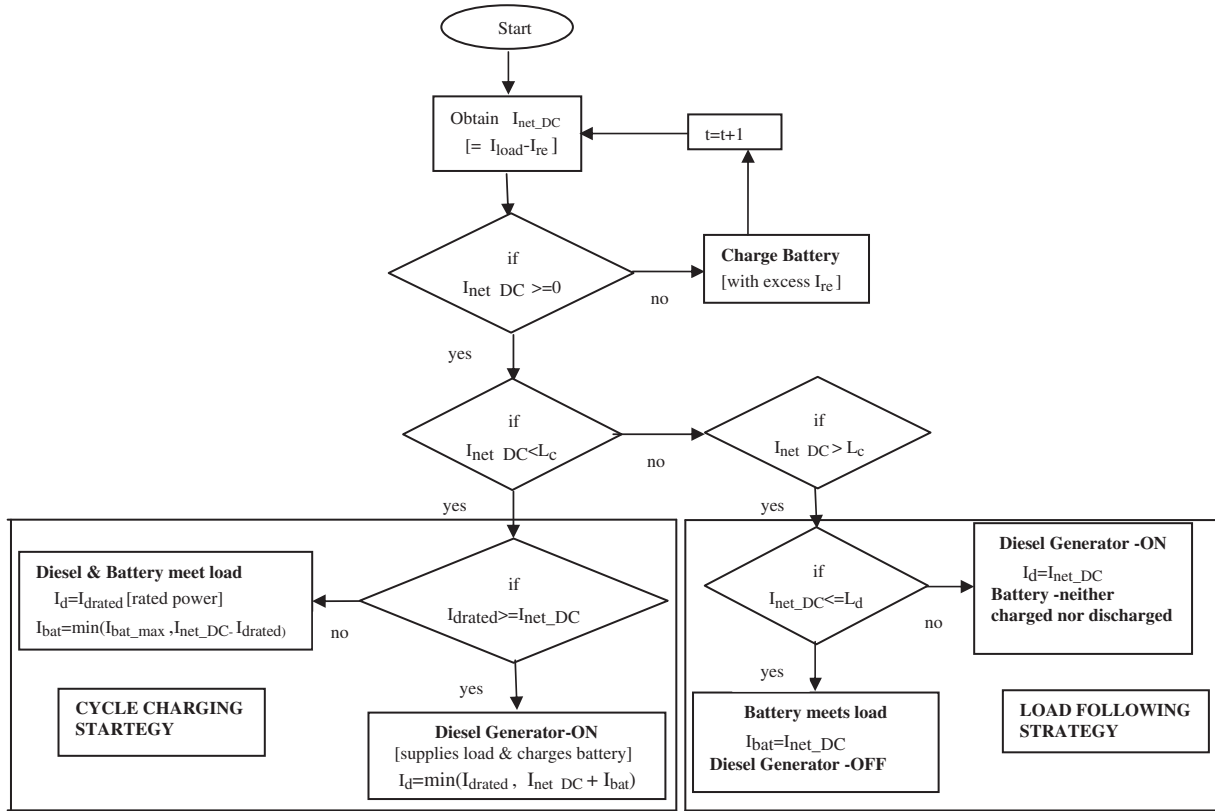 Start
Obtain I_net_DC
[= I_load-I_re ]
t=t+1
if
I_net DC >=0
no
Charge Battery
[with excess I_re ]
yes
if
I_net DC<L_c
no
if
I_net DC > L_c
yes
yes
Diesel & Battery meet load
I_d=I_drated [rated power]
I_bat=min(I_bat_max ,I_net_DC- I_drated)
no
if
I_drated>=I_net_DC
yes
CYCLE CHARGING
STARTEGY
Diesel Generator-ON
[supplies load & charges battery]
I_d=min(I_drated , I_net DC + I_bat)
if
I_net_DC<=L_d
no
Diesel Generator -ON
I_d=I_net_DC
Battery -neither
charged nor discharged
yes
Battery meets load
I_bat=I_net_DC
Diesel Generator -OFF
LOAD FOLLOWING
STRATEGY